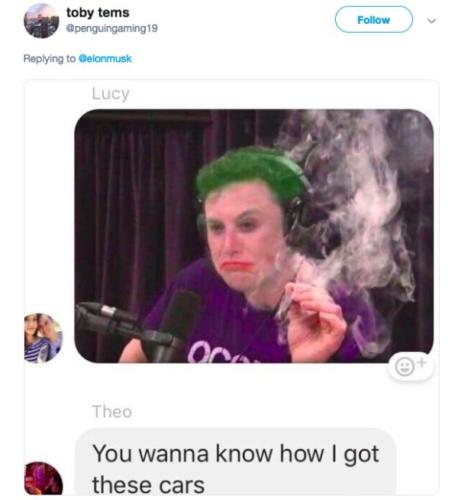 toby tems
@penguingaming19
Follow
Replying to @elonmusk
Lucy
Theo
You wanna know how I got
these cars